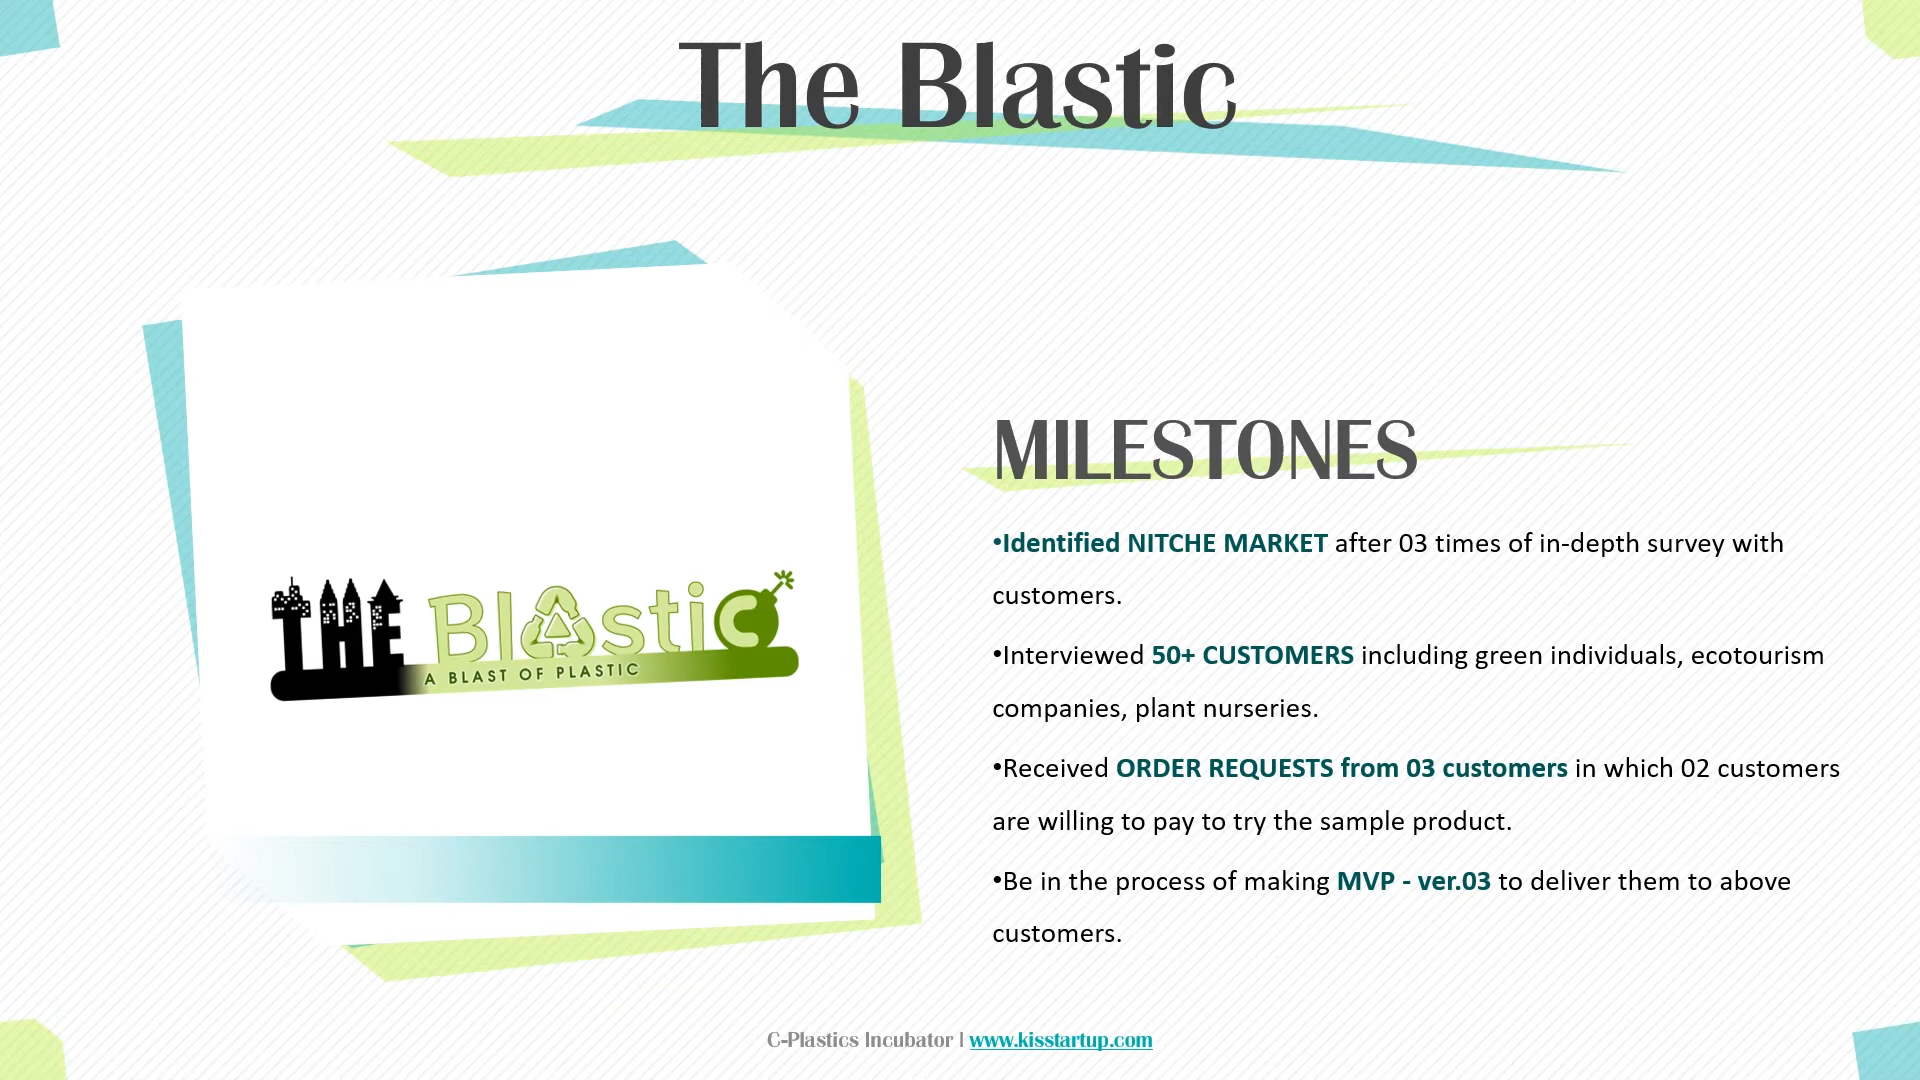 The Blastic
THE Blastic
A BLAST OF PLASTIC
MILESTONES
•Identified NITCHE MARKET after 03 times of in-depth survey with
customers.
•Interviewed 50+ CUSTOMERS including green individuals, ecotourism
companies, plant nurseries.
•Received ORDER REQUESTS from 03 customers in which 02 customers
are willing to pay to try the sample product.
•Be in the process of making MVP - ver.03 to deliver them to above
customers.
C-Plastics Incubator | www.kisstartup.com